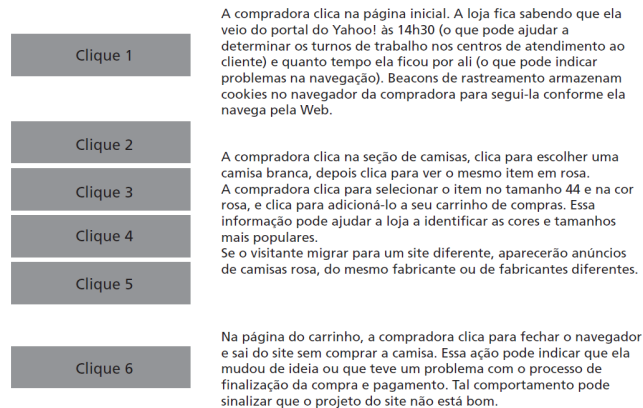 Clique 1
A compradora clica na página inicial. A loja fica sabendo que ela
veio do portal do Yahoo! às 14h30 (o que pode ajudar a
determinar os turnos de trabalho nos centros de atendimento ao
cliente) e quanto tempo ela ficou por ali (o que pode indicar
problemas na navegação). Beacons de rastreamento armazenam
cookies no navegador da compradora para segui-la conforme ela
navega pela Web.
Clique 2
Clique 3
Clique 4
Clique 5
A compradora clica na seção de camisas, clica para escolher uma
camisa branca, depois clica para ver o mesmo item em rosa.
A compradora clica para selecionar o item no tamanho 44 e na cor
rosa, e clica para adicioná-lo a seu carrinho de compras. Essa
informação pode ajudar a loja a identificar as cores e tamanhos
mais populares.
Se o visitante migrar para um site diferente, aparecerão anúncios
de camisas rosa, do mesmo fabricante ou de fabricantes diferentes.
Clique 6
Na página do carrinho, a compradora clica para fechar o navegador
e sai do site sem comprar a camisa. Essa ação pode indicar que ela
mudou de ideia ou que teve um problema com o processo de
finalização da compra e pagamento. Tal comportamento pode
sinalizar que o projeto do site não está bom.